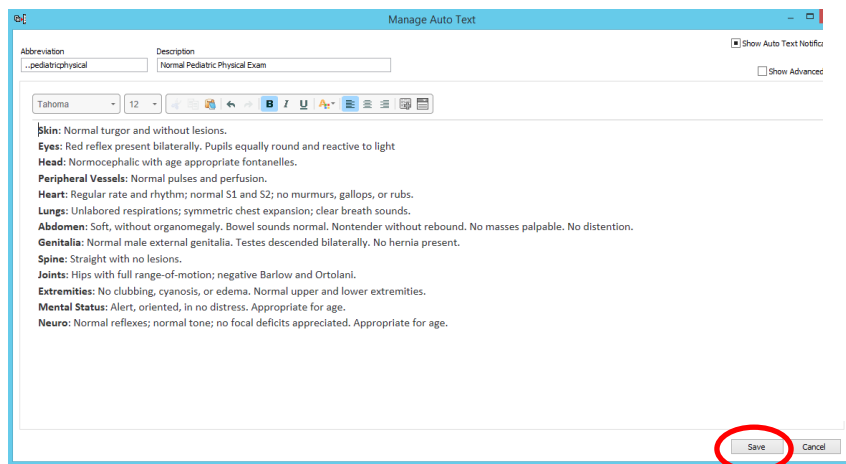 Manage Auto Text
Show Auto Text Notifica
Abbreviation Description
..pediatricphysical Normal Pediatric Physical Exam
Show Advanced
Tahoma 12 B I U A
Skin: Normal turgor and without lesions.
Eyes: Red reflex present bilaterally. Pupils equally round and reactive to light
Head: Normocephalic with age appropriate fontanelles.
Peripheral Vessels: Normal pulses and perfusion.
Heart: Regular rate and rhythm; normal S1 and S2; no murmurs, gallops, or rubs.
Lungs: Unlabored respirations; symmetric chest expansion; clear breath sounds.
Abdomen: Soft, without organomegaly. Bowel sounds normal. Nontender without rebound. No masses palpable. No distention.
Genitalia: Normal male external genitalia. Testes descended bilaterally. No hernia present.
Spine: Straight with no lesions.
Joints: Hips with full range-of-motion; negative Barlow and Ortolani.
Extremities: No clubbing, cyanosis, or edema. Normal upper and lower extremities.
Mental Status: Alert, oriented, in no distress. Appropriate for age.
Neuro: Normal reflexes; normal tone; no focal deficits appreciated. Appropriate for age.
Save Cancel